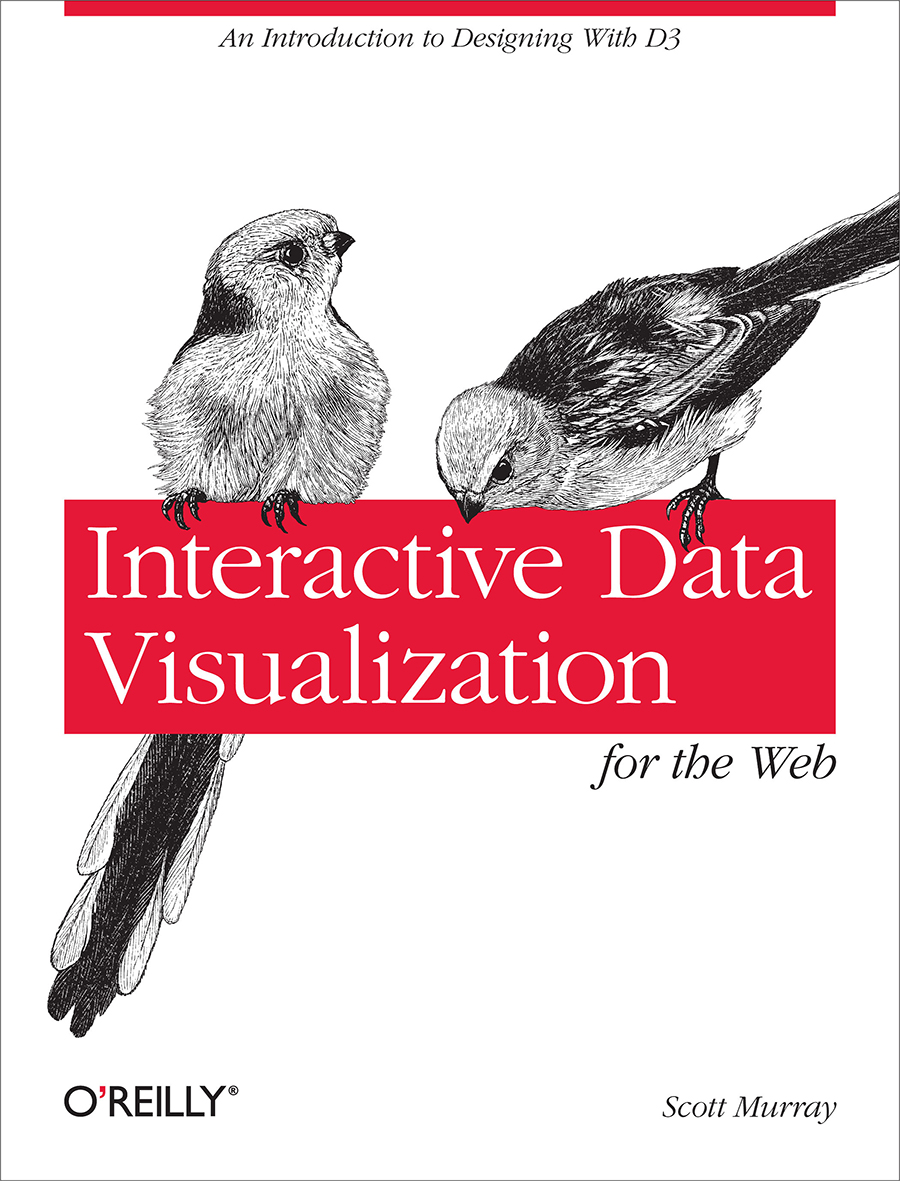 An Introduction to Designing With D3
Interactive Data
Visualization
for the Web
O'REILLY®
Scott Murray